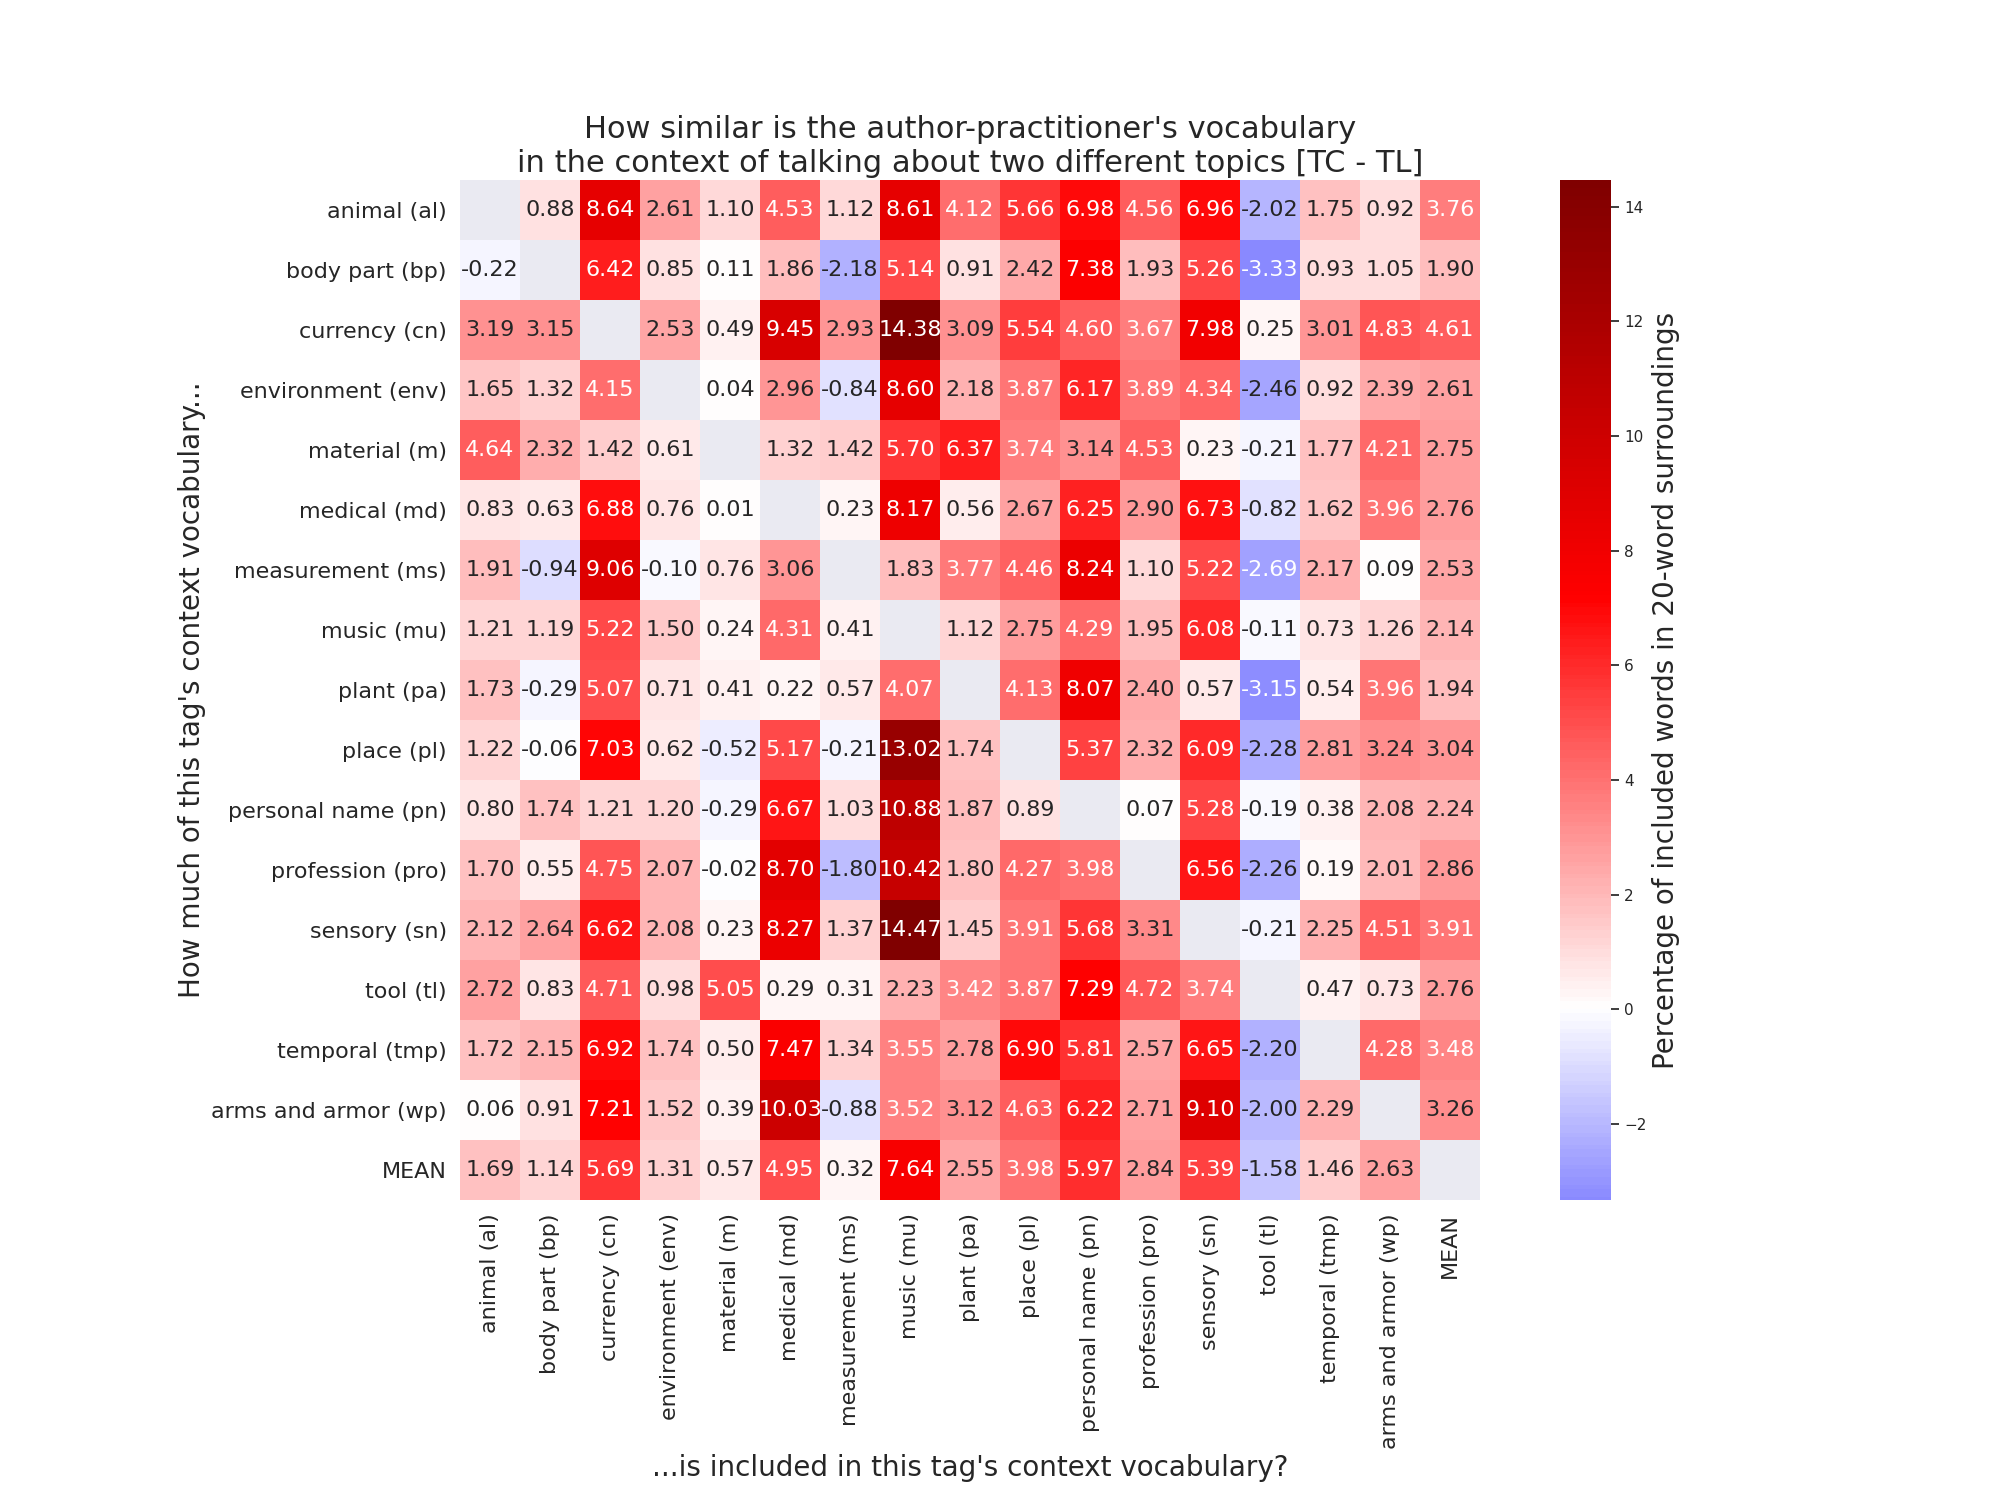 How similar is the author-practitioner's vocabulary
in the context of talking about two different topics [TC - TL]
How much of this tag's context vocabulary...
animal (al) 0.88 8.64 2.61 1.10 4.53 1.12 8.61 4.12 5.66 6.98 4.56 6.96 -2.02 1.75 0.92 3.76
body part (bp) -0.22 6.42 0.85 0.11 1.86 -2.18 5.14 0.91 2.42 7.38 1.93 5.26 -3.33 0.93 1.05 1.90
currency (cn) 3.19 3.15 2.53 0.49 9.45 2.93 14.38 3.09 5.54 4.60 3.67 7.98 0.25 3.01 4.83 4.61
environment (env) 1.65 1.32 4.15 0.04 2.96 -0.84 8.60 2.18 3.87 6.17 3.89 4.34 -2.46 0.92 2.39 2.61
material (m) 4.64 2.32 1.42 0.61 1.32 1.42 5.70 6.37 3.74 3.14 4.53 0.23 -0.21 1.77 4.21 2.75
medical (md) 0.83 0.63 6.88 0.76 0.01 0.23 8.17 0.56 2.67 6.25 2.90 6.73 -0.82 1.62 3.96 2.76
measurement (ms) 1.91 -0.94 9.06 -0.10 0.76 3.06 1.83 3.77 4.46 8.24 1.10 5.22 -2.69 2.17 0.09 2.53
music (mu) 1.21 1.19 5.22 1.50 0.24 4.31 0.41 1.12 2.75 4.29 1.95 6.08 -0.11 0.73 1.26 2.14
plant (pa) 1.73 -0.29 5.07 0.71 0.41 0.22 0.57 4.07 4.13 8.07 2.40 0.57 -3.15 0.54 3.96 1.94
place (pl) 1.22 -0.06 7.03 0.62 -0.52 5.17 -0.21 13.02 1.74 5.37 2.32 6.09 -2.28 2.81 3.24 3.04
personal name (pn) 0.80 1.74 1.21 1.20 -0.29 6.67 1.03 10.88 1.87 0.89 0.07 5.28 -0.19 0.38 2.08 2.24
profession (pro) 1.70 0.55 4.75 2.07 -0.02 8.70 -1.80 10.42 1.80 4.27 3.98 6.56 -2.26 0.19 2.01 2.86
sensory (sn) 2.12 2.64 6.62 2.08 0.23 8.27 1.37 14.47 1.45 3.91 5.68 3.31 -0.21 2.25 4.51 3.91
tool (tl) 2.72 0.83 4.71 0.98 5.05 0.29 0.31 2.23 3.42 3.87 7.29 4.72 3.74 0.47 0.73 2.76
temporal (tmp) 1.72 2.15 6.92 1.74 0.50 7.47 1.34 3.55 2.78 6.90 5.81 2.57 6.65 -2.20 4.28 3.48
arms and armor (wp) 0.06 0.91 7.21 1.52 0.39 10.03 -0.88 3.52 3.12 4.63 6.22 2.71 9.10 -2.00 2.29 3.26
MEAN 1.69 1.14 5.69 1.31 0.57 4.95 0.32 7.64 2.55 3.98 5.97 2.84 5.39 -1.58 1.46 2.63
animal (al)
body part (bp)
currency (cn)
environment (env)
material (m)
medical (md)
measurement (ms)
music (mu)
plant (pa)
place (pl)
personal name (pn)
profession (pro)
sensory (sn)
tool (tl)
temporal (tmp)
arms and armor (wp)
MEAN
...is included in this tag's context vocabulary?
14
12
10
8
6
4
2
0
−2
Percentage of included words in 20-word surroundings